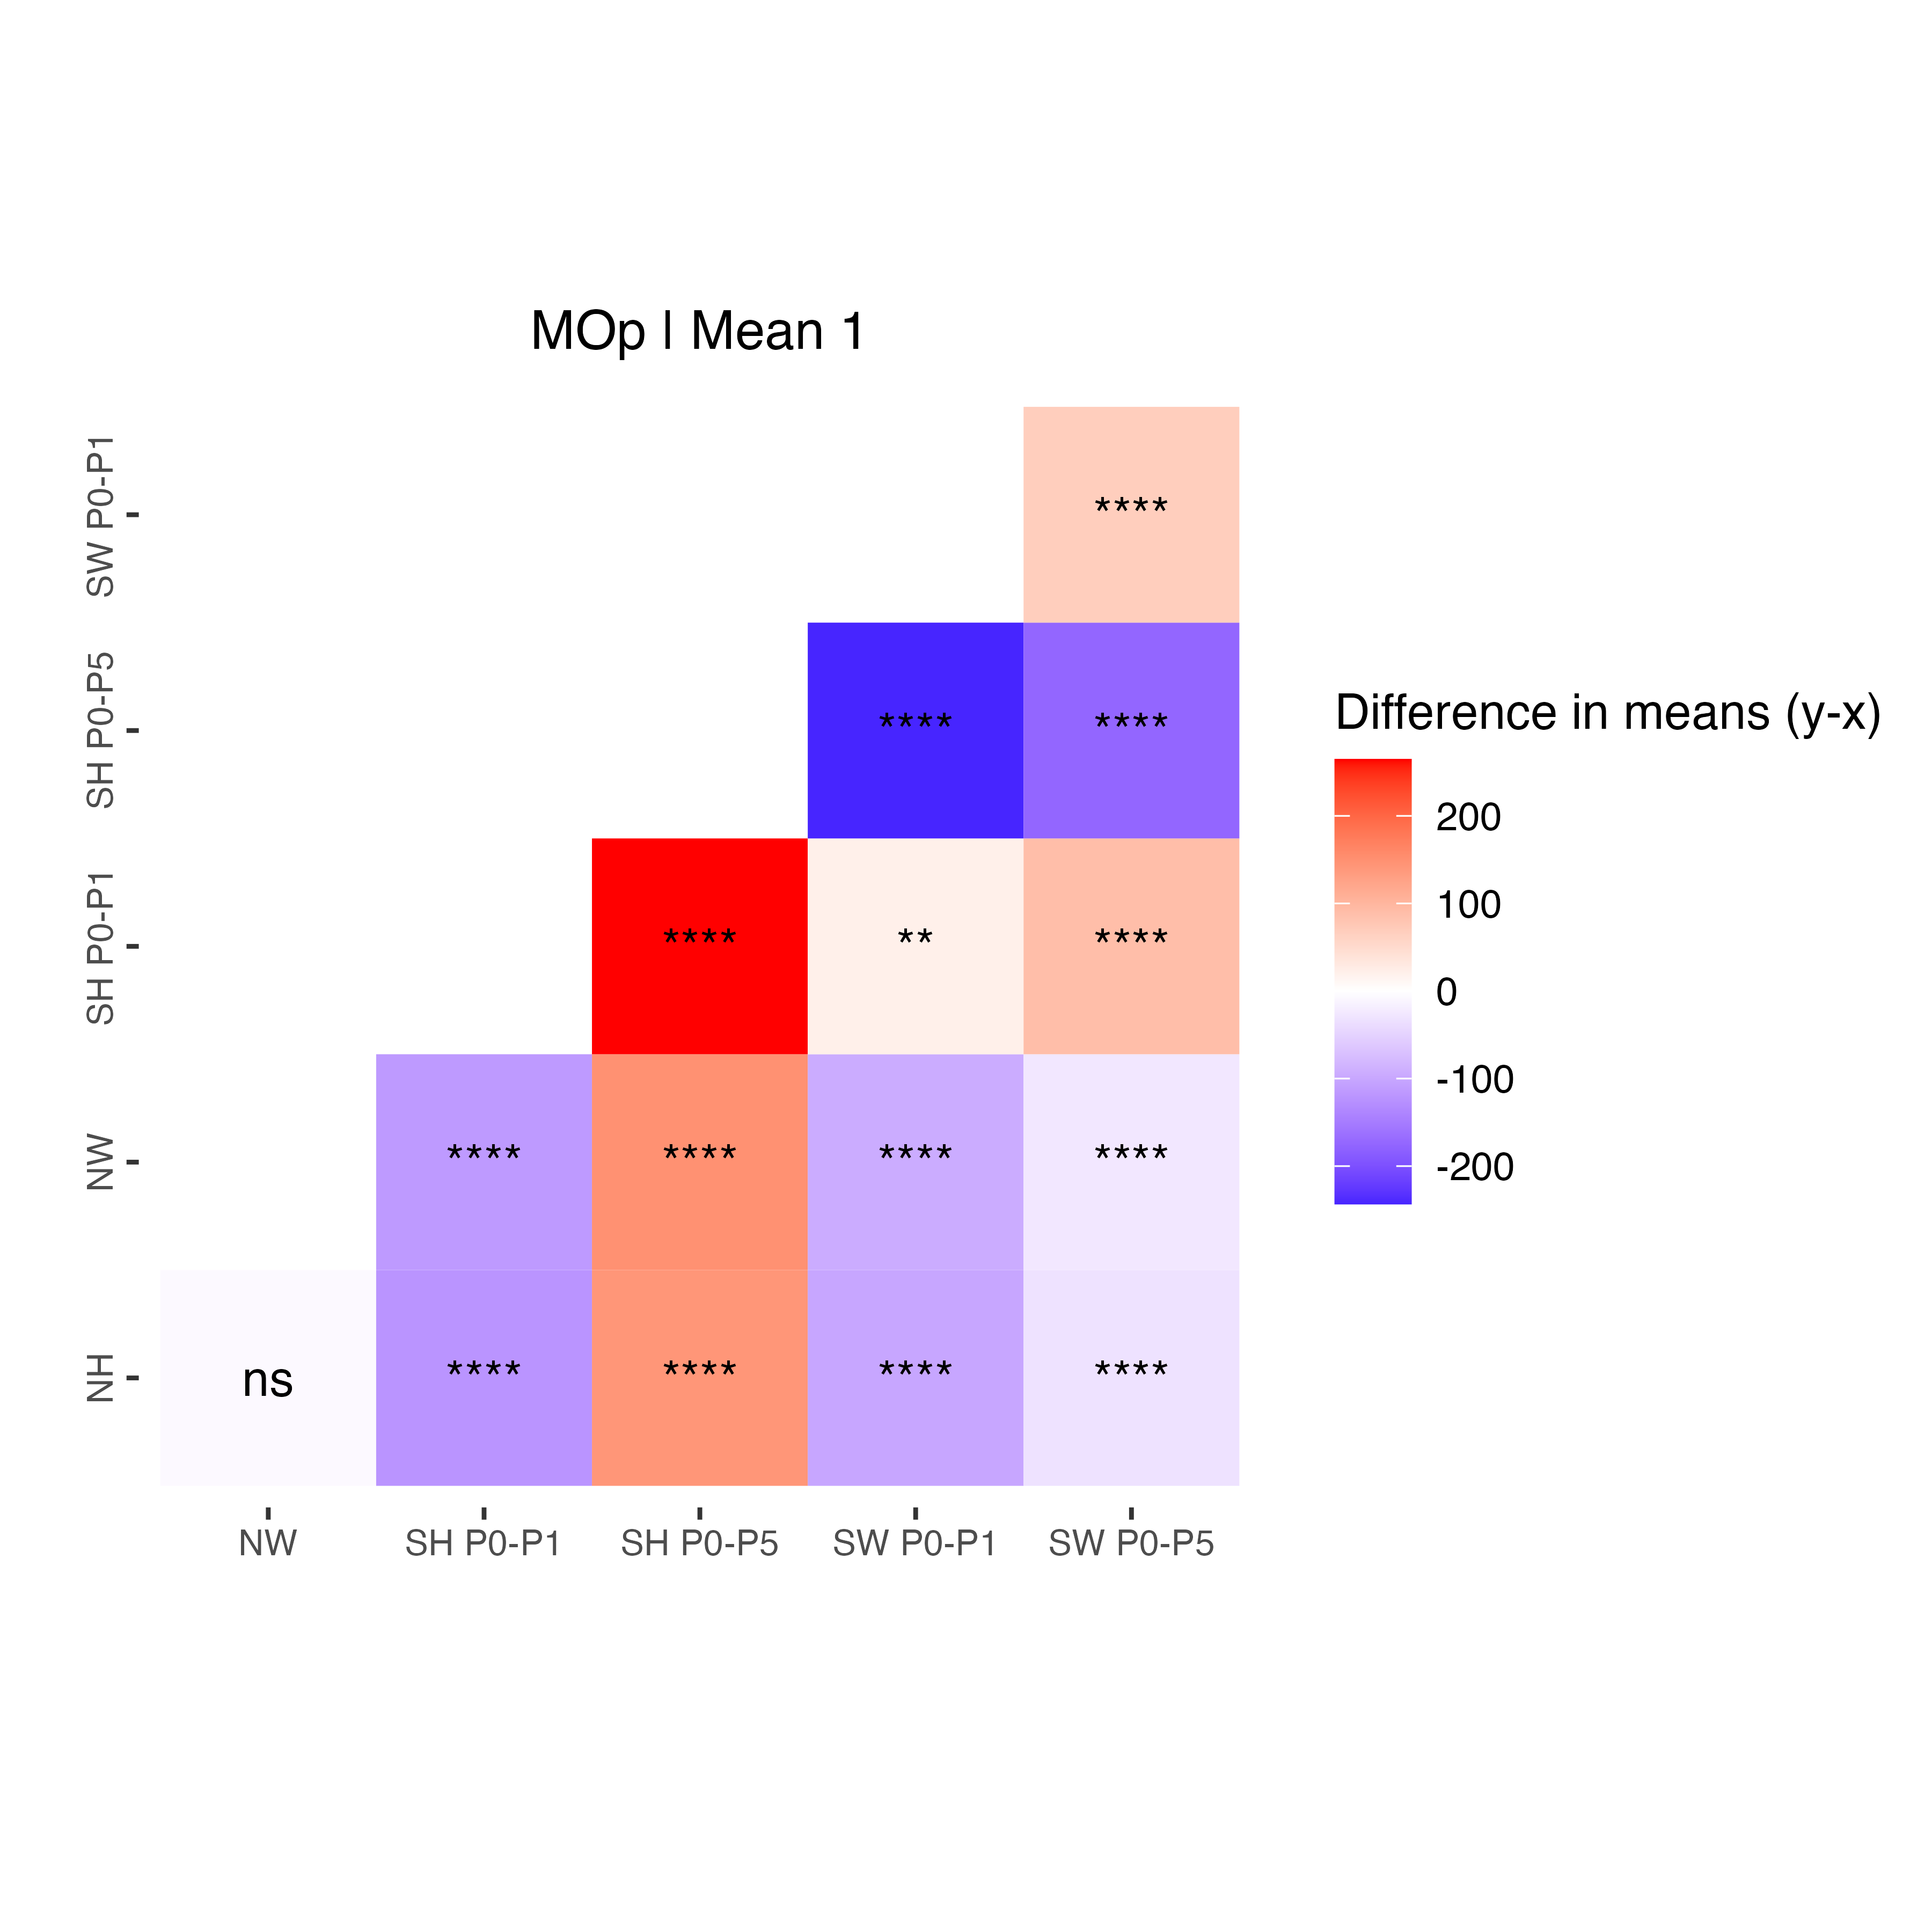 MOp | Mean 1
SW P0-P1
****
SH P0-P5
**** ****
SH P0-P1
**** ** ****
NW
**** **** **** ****
NH
ns **** **** **** ****
NW SH P0-P1 SH P0-P5 SW P0-P1 SW P0-P5
Difference in means (y-x)
200
100
0
-100
-200